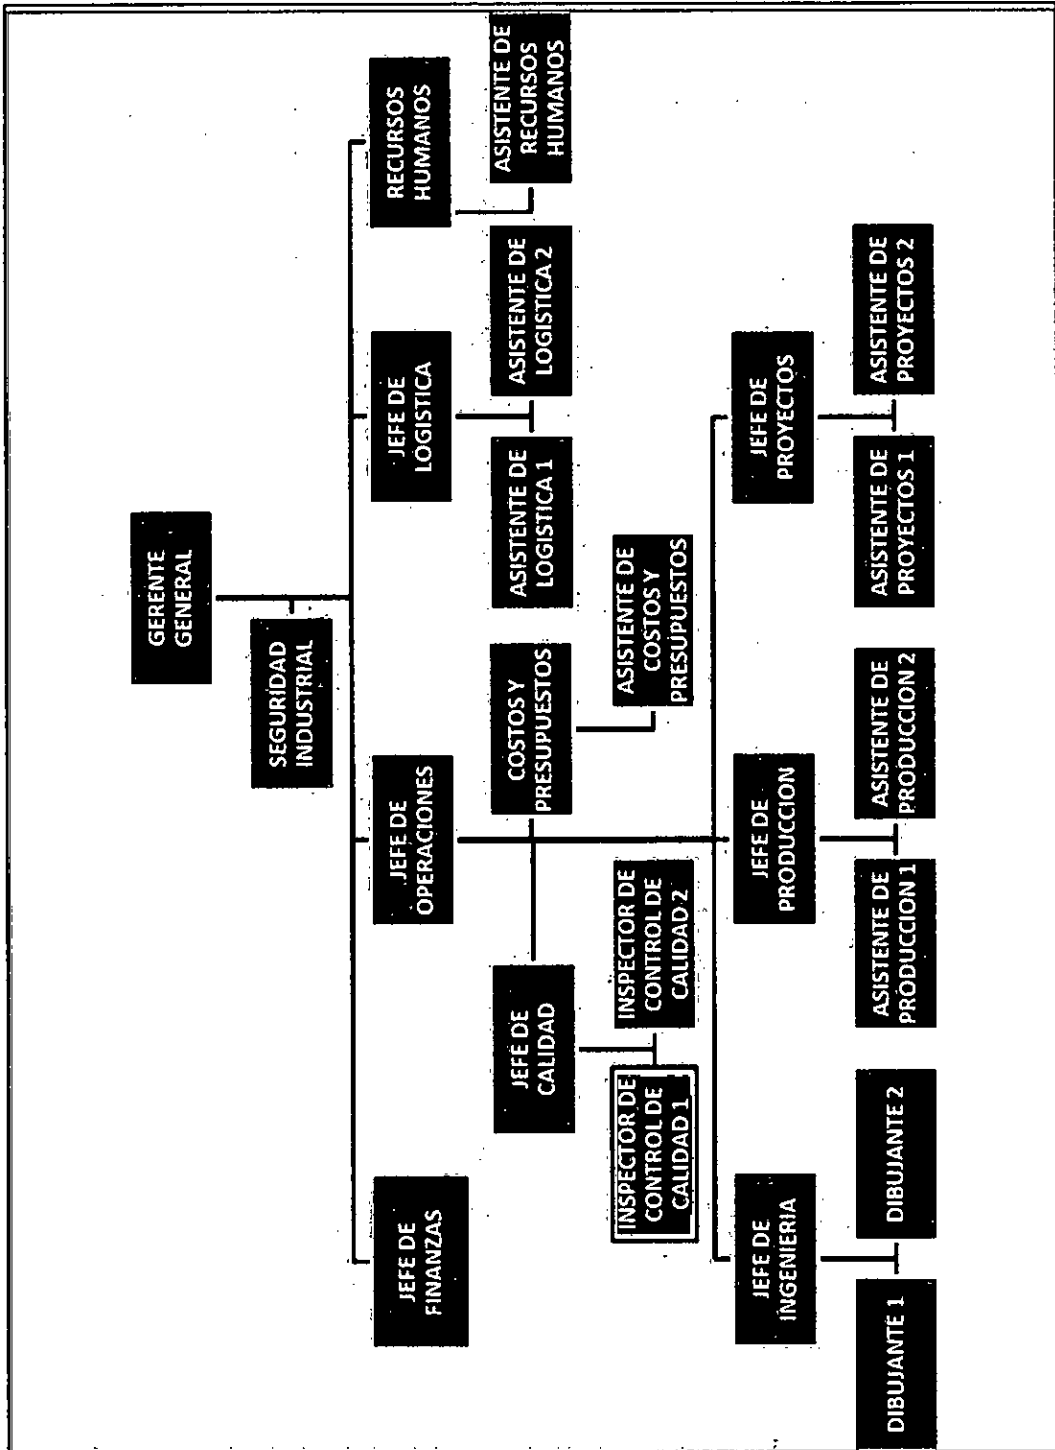 GERENTE
GENERAL
SEGURIDAD
INDUSTRIAL
JEFE DE
FINANZAS
JEFE DE
OPERACIONES
JEFE DE
LOGISTICA
RECURSOS
HUMANOS
JEFE DE
CALIDAD
COSTOS Y
PRESUPUESTOS
ASISTENTE DE
LOGISTICA 1
ASISTENTE DE
LOGISTICA 2
ASISTENTE DE
RECURSOS
HUMANOS
INSPECTOR DE
CONTROL DE
CALIDAD 1
INSPECTOR DE
CONTROL DE
CALIDAD 2
ASISTENTE DE
COSTOS Y
PRESUPUESTOS
JEFE DE
INGENIERIA
JEFE DE
PRODUCCION
JEFE DE
PROYECTOS
DIBUJANTE 1
DIBUJANTE 2
ASISTENTE DE
PRODUCCION 1
ASISTENTE DE
PRODUCCION 2
ASISTENTE DE
PROYECTOS 1
ASISTENTE DE
PROYECTOS 2